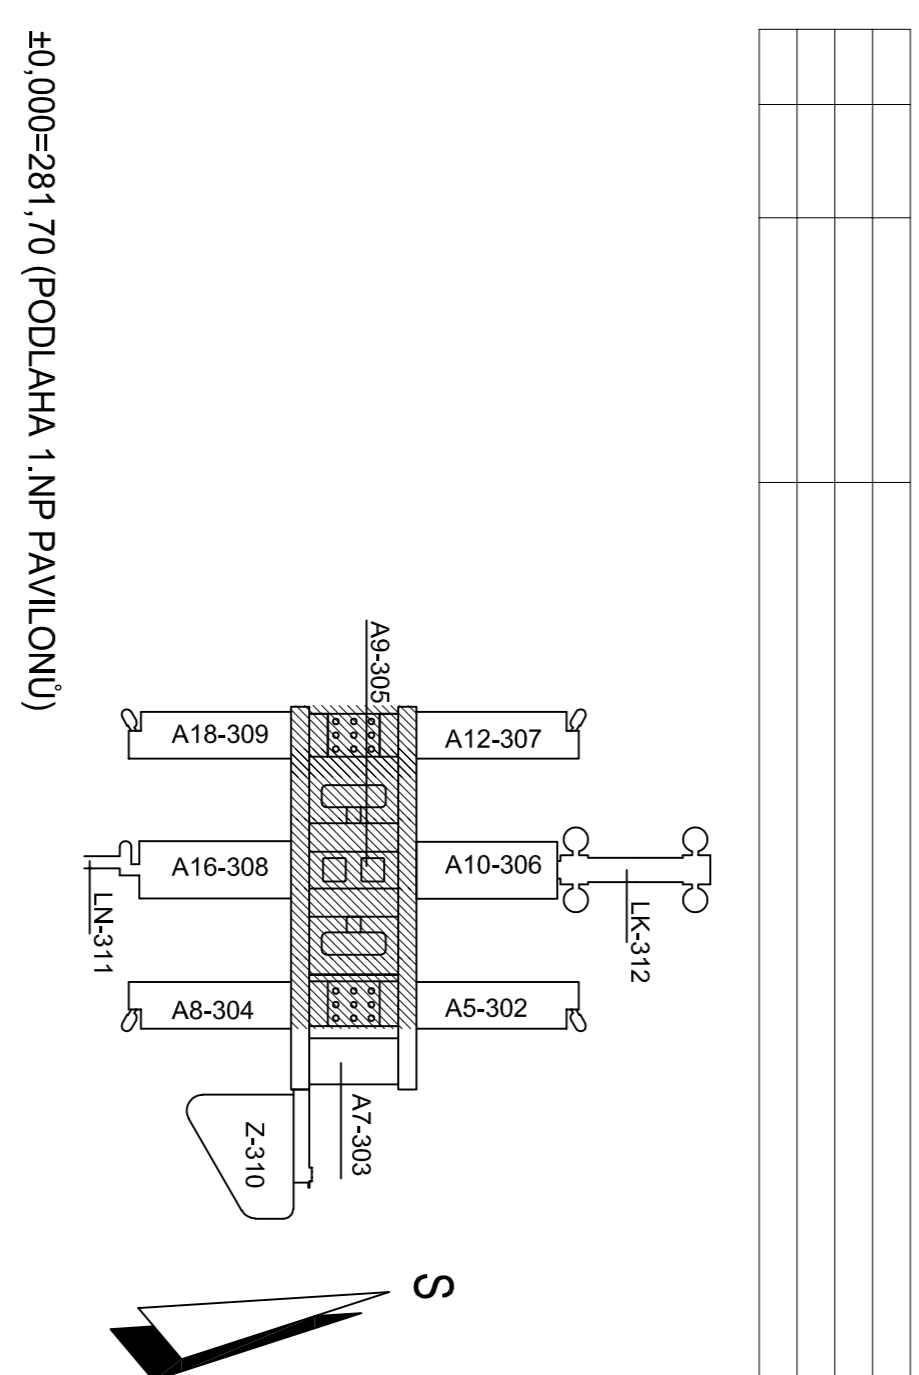 ±0,000=281,70 (PODLAHA 1.NP PAVILONŮ)
A9-305
A18-309
A12-307
A16-308
A10-306
LN-311
LK-312
A8-304
A5-302
A7-303
Z-310
S